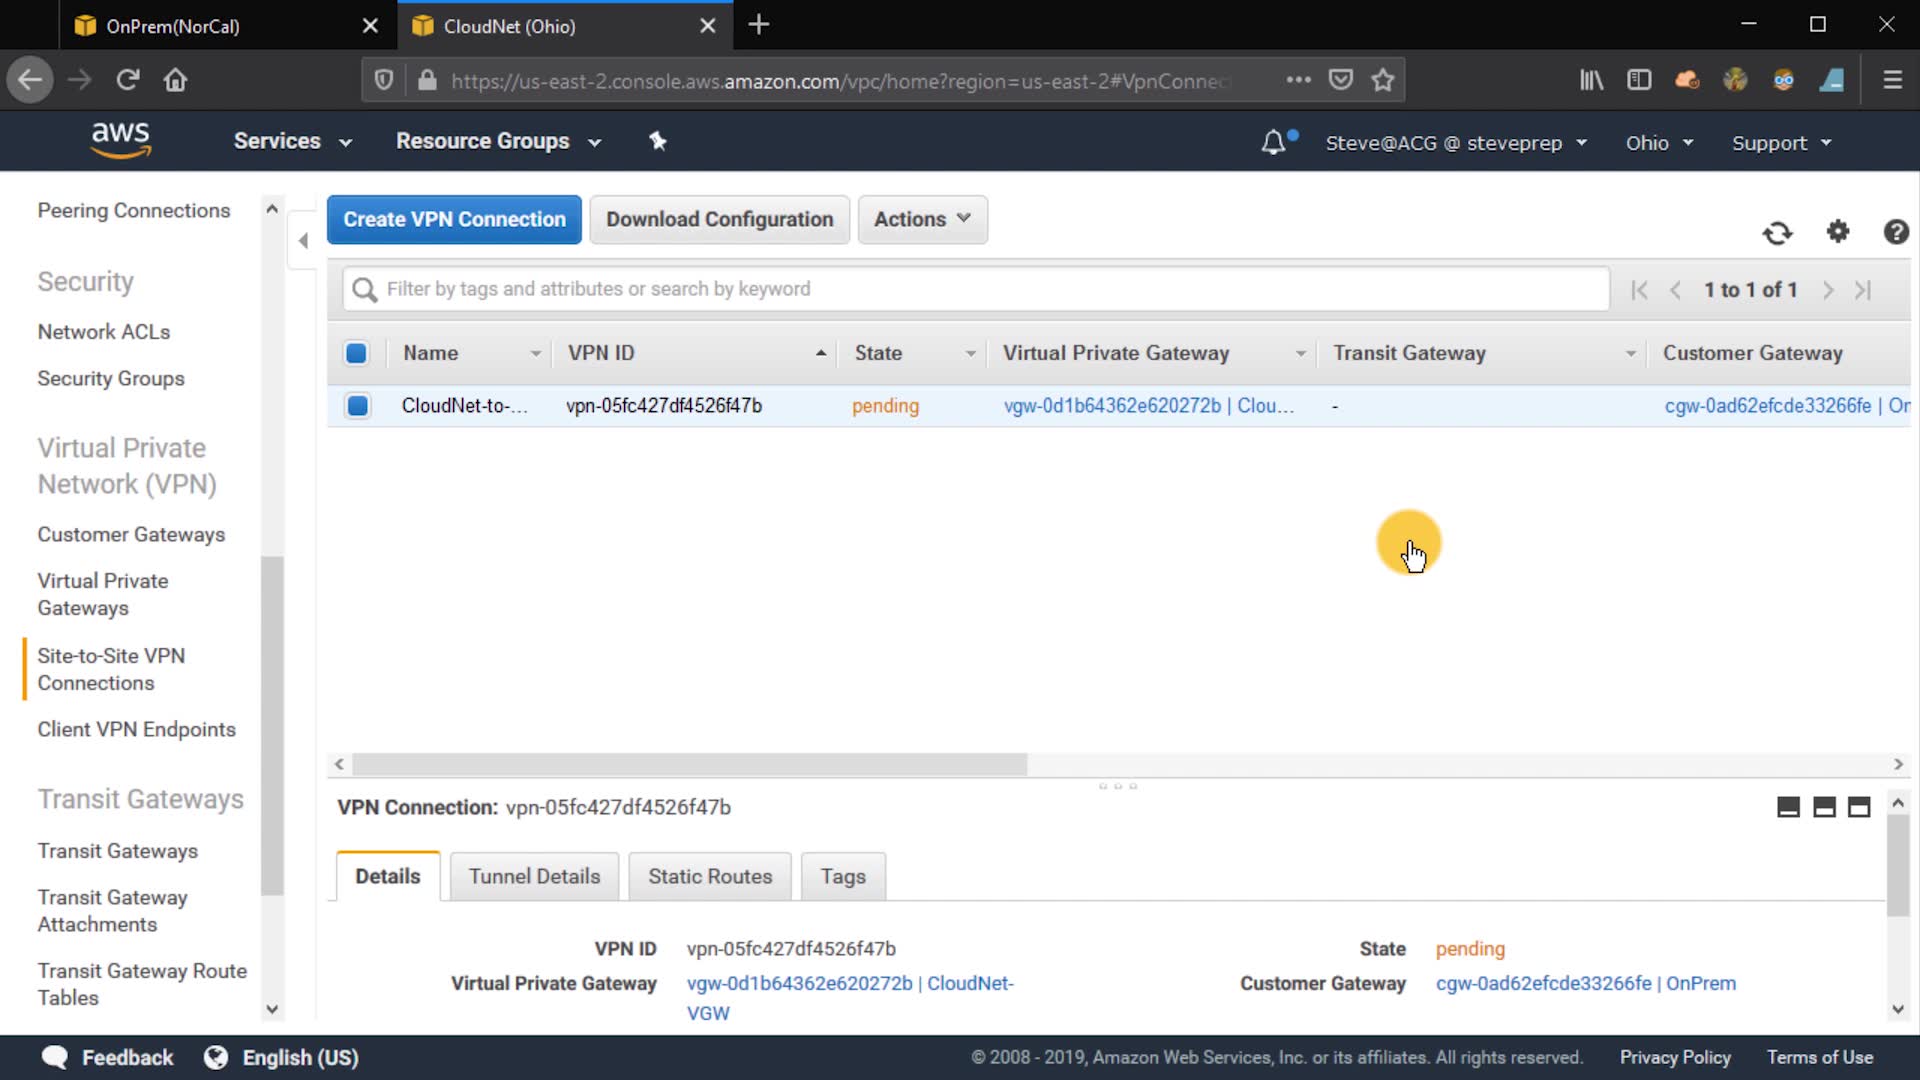 OnPrem(NorCal)
CloudNet (Ohio)
https://us-east-2.console.aws.amazon.com/vpc/home?region=us-east-2#VpnConnec
aws
Services
Resource Groups
Steve@ACG @ steveprep
Ohio
Support
Peering Connections
Security
Network ACLs
Security Groups
Virtual Private
Network (VPN)
Customer Gateways
Virtual Private
Gateways
Site-to-Site VPN
Connections
Client VPN Endpoints
Transit Gateways
Transit Gateways
Transit Gateway
Attachments
Transit Gateway Route
Tables
Create VPN Connection
Download Configuration
Actions
Filter by tags and attributes or search by keyword
1 to 1 of 1
Name
VPN ID
State
Virtual Private Gateway
Transit Gateway
Customer Gateway
CloudNet-to-...
vpn-05fc427df4526f47b
pending
vgw-0d1b64362e620272b | Clou...
-
cgw-0ad62efcde33266fe | On
VPN Connection: vpn-05fc427df4526f47b
Details
Tunnel Details
Static Routes
Tags
VPN ID
vpn-05fc427df4526f47b
State
pending
Virtual Private Gateway
vgw-0d1b64362e620272b | CloudNet-
VGW
Customer Gateway
cgw-0ad62efcde33266fe | OnPrem
Feedback
English (US)
© 2008 - 2019, Amazon Web Services, Inc. or its affiliates. All rights reserved.
Privacy Policy
Terms of Use